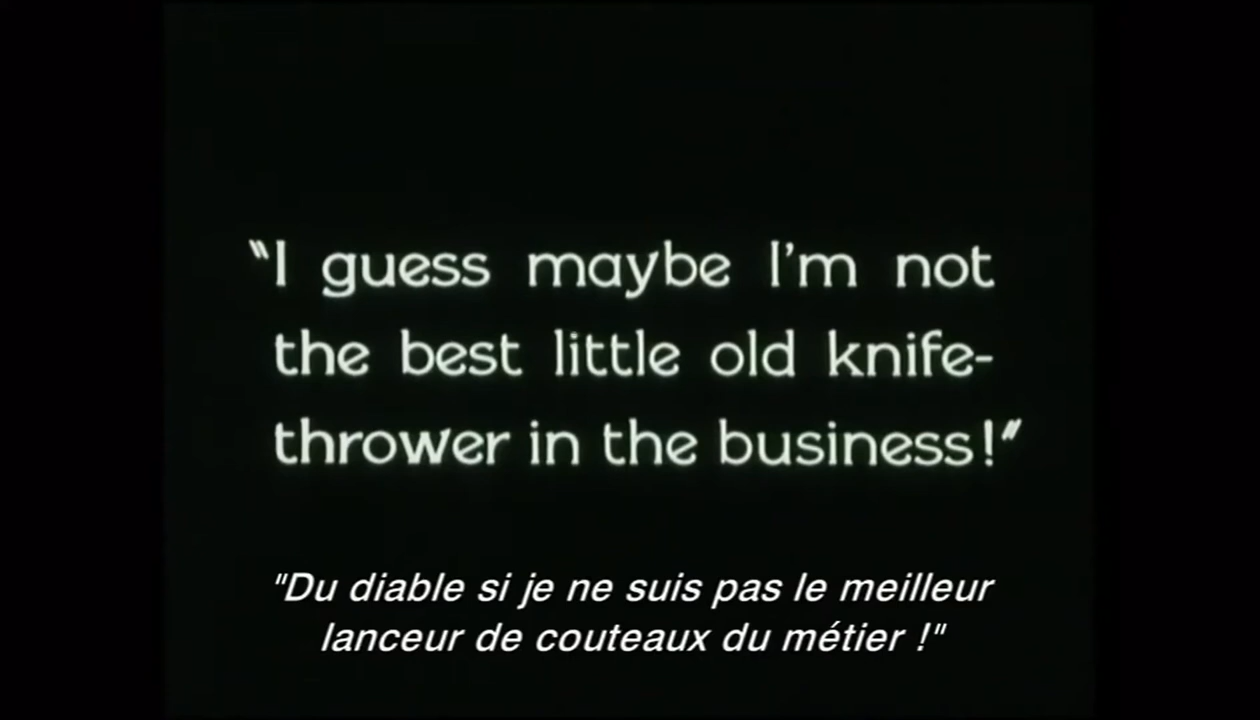 "I guess maybe I'm not
the best little old knife-
thrower in the business!"
"Du diable si je ne suis pas le meilleur
lanceur de couteaux du métier !"